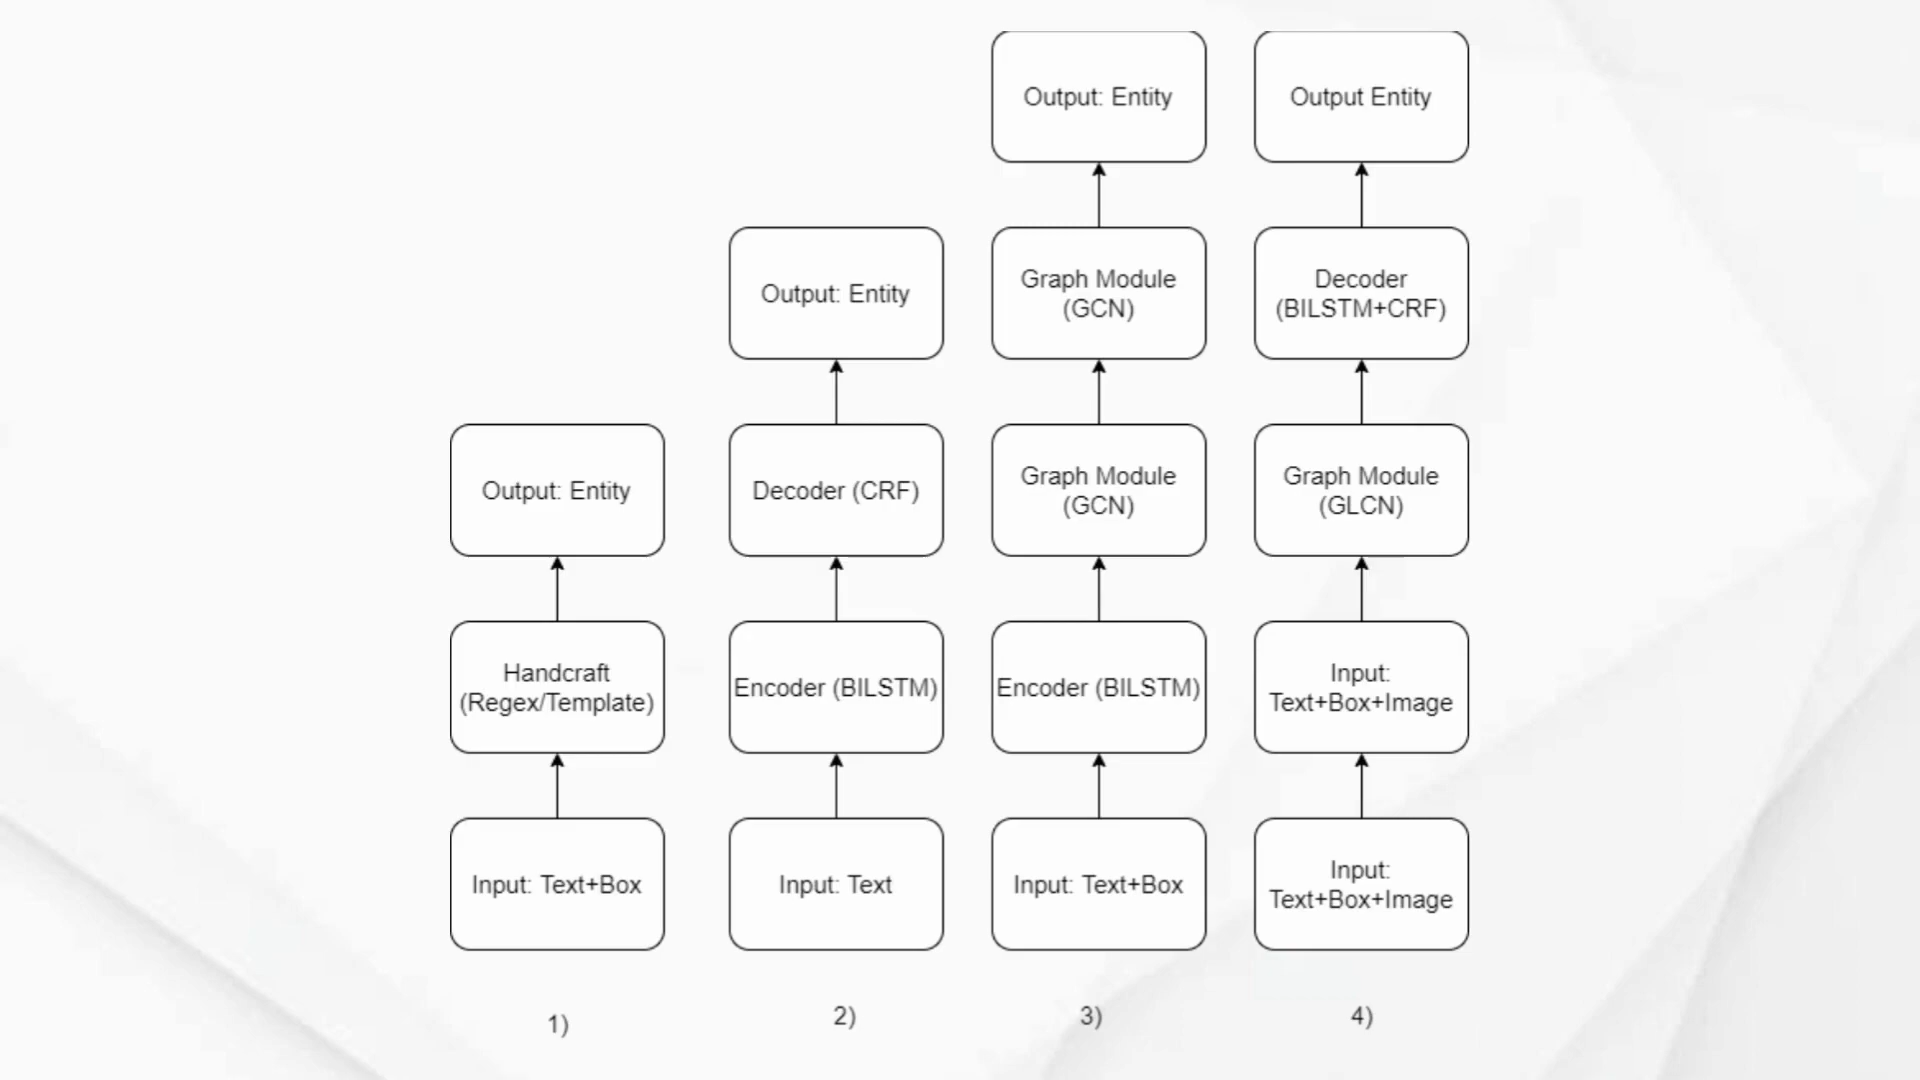 Output: Entity
Output Entity
Output: Entity
Graph Module
(GCN)
Decoder
(BILSTM+CRF)
Output: Entity
Decoder (CRF)
Graph Module
(GCN)
Graph Module
(GLCN)
Handcraft
(Regex/Template)
Encoder (BILSTM)
Encoder (BILSTM)
Input:
Text+Box+Image
Input: Text+Box
Input: Text
Input: Text+Box
Input:
Text+Box+Image
1)
2)
3)
4)